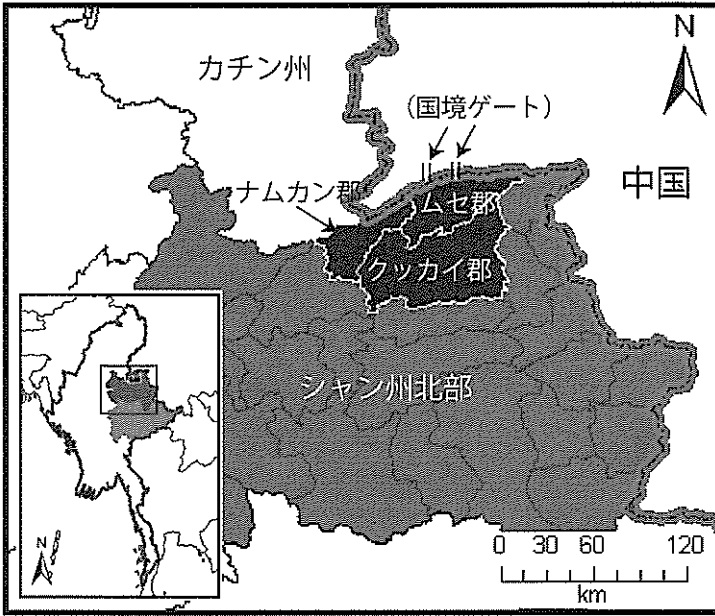 カチン州
N
(国境ゲート)
中国
ナムカン郡
ムセ郡
クッカイ郡
シャン州北部
N
0 30 60 120
km